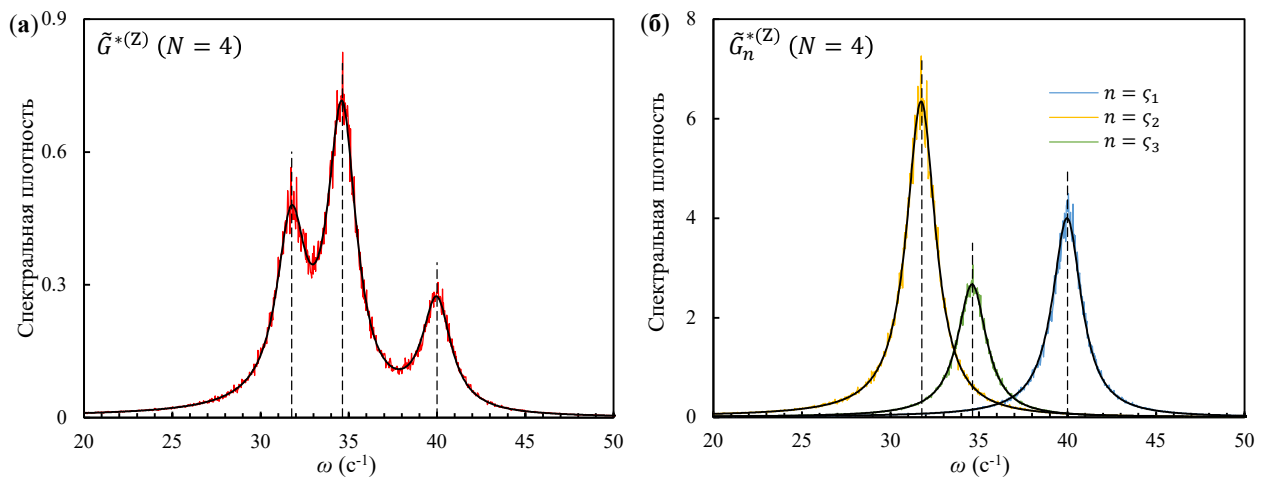 (а)
G̃*(Z) (N = 4)
Спектральная плотность
0.9
0.6
0.3
0
20 25 30 35 40 45 50
ω (с-1)
(б)
G̃n*(Z) (N = 4)
Спектральная плотность
8
6
4
2
0
n = ς1
n = ς2
n = ς3
20 25 30 35 40 45 50
ω (с-1)